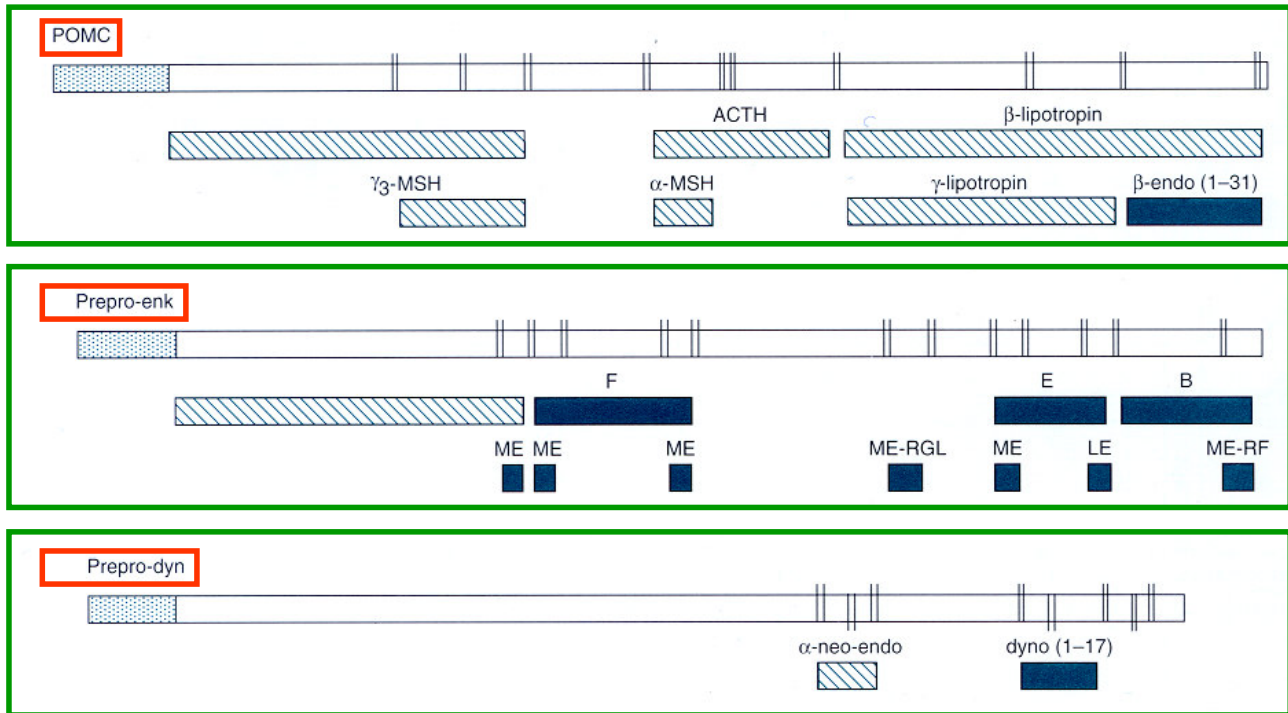 POMC
ACTH β-lipotropin
γ3-MSH α-MSH γ-lipotropin β-endo (1–31)
Prepro-enk
F E B
ME ME ME ME-RGL ME LE ME-RF
Prepro-dyn
α-neo-endo dyno (1–17)